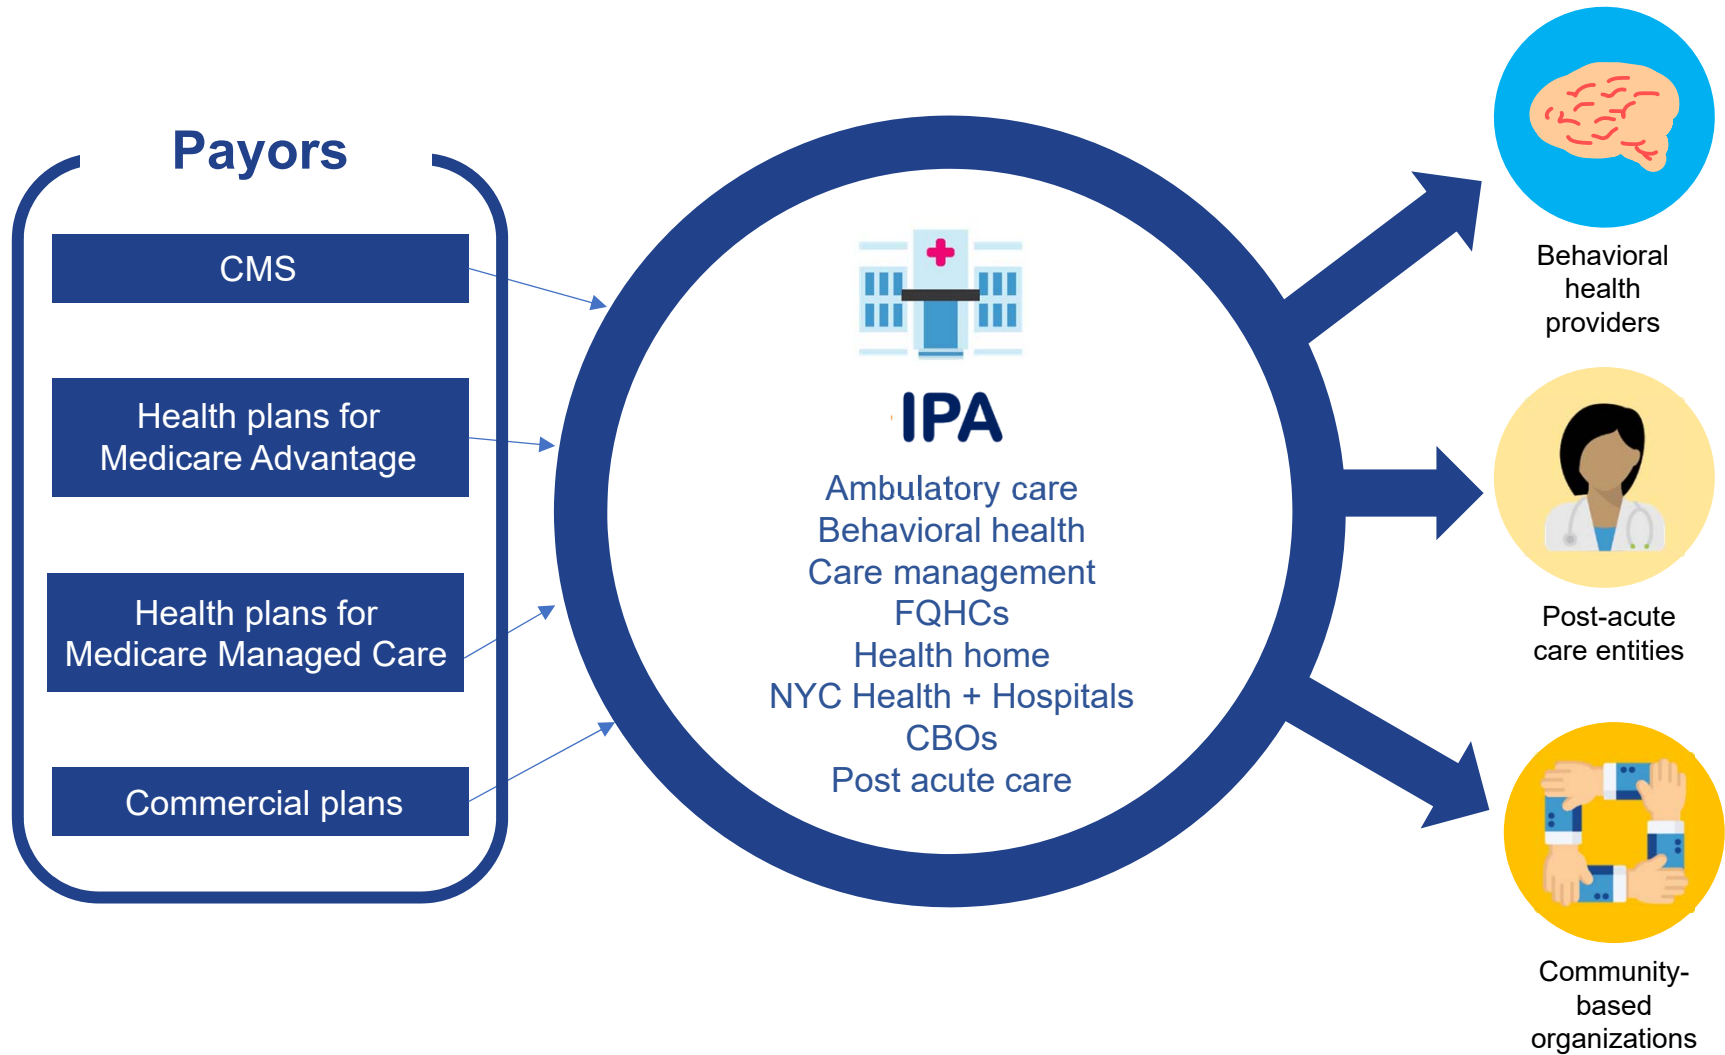 Payors
CMS
Health plans for
Medicare Advantage
Health plans for
Medicare Managed Care
Commercial plans
IPA
Ambulatory care
Behavioral health
Care management
FQHCs
Health home
NYC Health + Hospitals
CBOs
Post acute care
Behavioral
health
providers
Post-acute
care entities
Community-
based
organizations